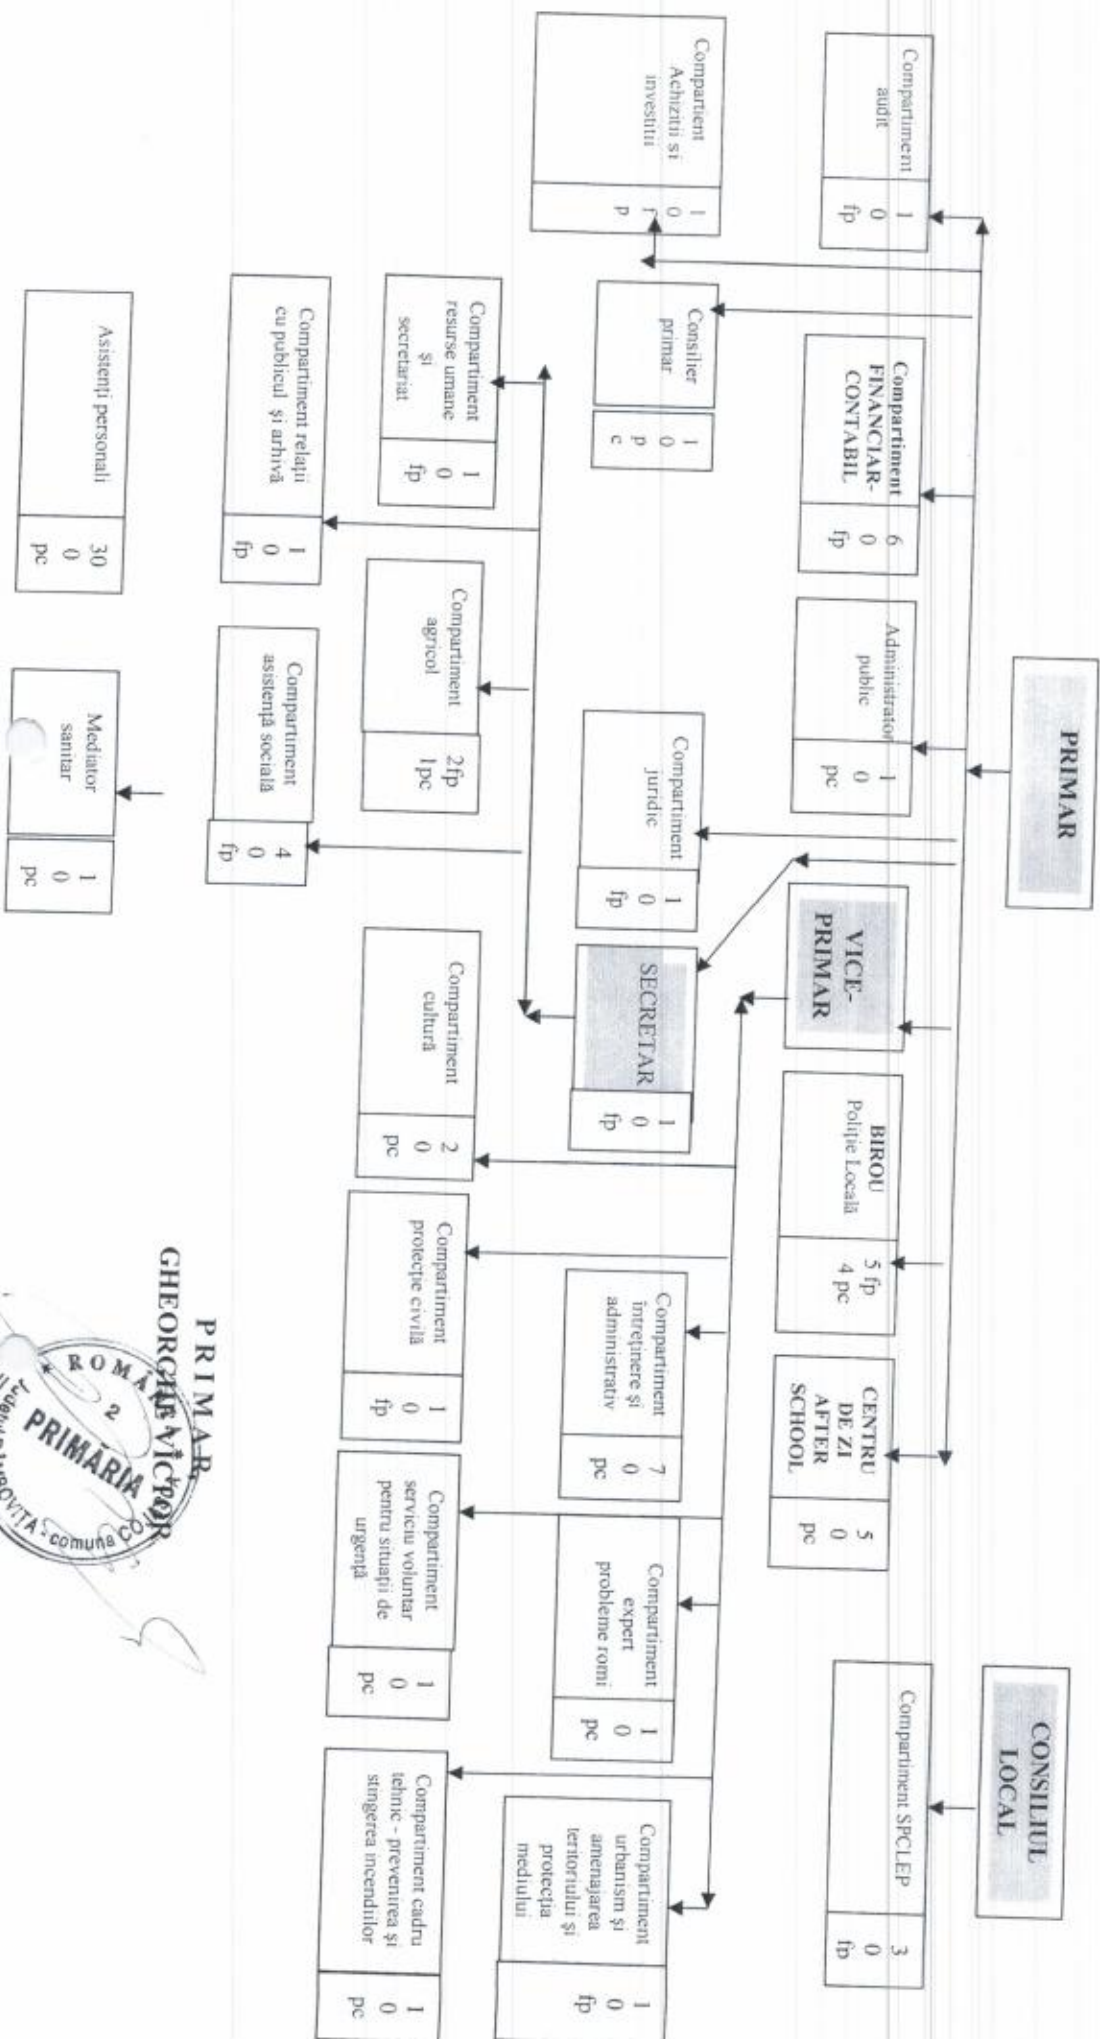 PRIMAR
CONSILIUL
LOCAL
Compartiment
audit
1
0
fp
Compartiment
FINANCIAR-
CONTABIL
6
0
fp
Administrator
public
1
0
pc
VICE-
PRIMAR
BIROU
Poliție Locală
5 fp
4 pc
CENTRU
DE ZI
AFTER
SCHOOL
5
0
pc
Compartiment SPCLEP
3
0
fp
Compartient
Achizitii si
investitii
1
0
f
p
Consilier
primar
1
0
p
c
Compartiment
juridic
1
0
fp
SECRETAR
1
0
fp
Compartiment
întreținere și
administrativ
7
0
pc
Compartiment
expert
probleme romi
1
0
pc
Compartiment
urbanism și
amenajarea
teritoriului și
protecția
mediului
1
0
fp
Compartiment
resurse umane
și
secretariat
1
0
fp
Compartiment
agricol
2fp
1pc
Compartiment
cultură
2
0
pc
Compartiment
protecție civilă
1
0
fp
Compartiment
serviciu voluntar
pentru situații de
urgență
1
0
pc
Compartiment cadru
tehnic - prevenirea și
stingerea incendiilor
1
0
pc
Compartiment relații
cu publicul și arhivă
1
0
fp
Compartiment
asistență socială
4
0
fp
Asistenți personali
30
0
pc
Mediator
sanitar
1
0
pc
PRIMAR
GHEORGHE VICTOR
ROMÂNIA
2
PRIMĂRIA
comuna